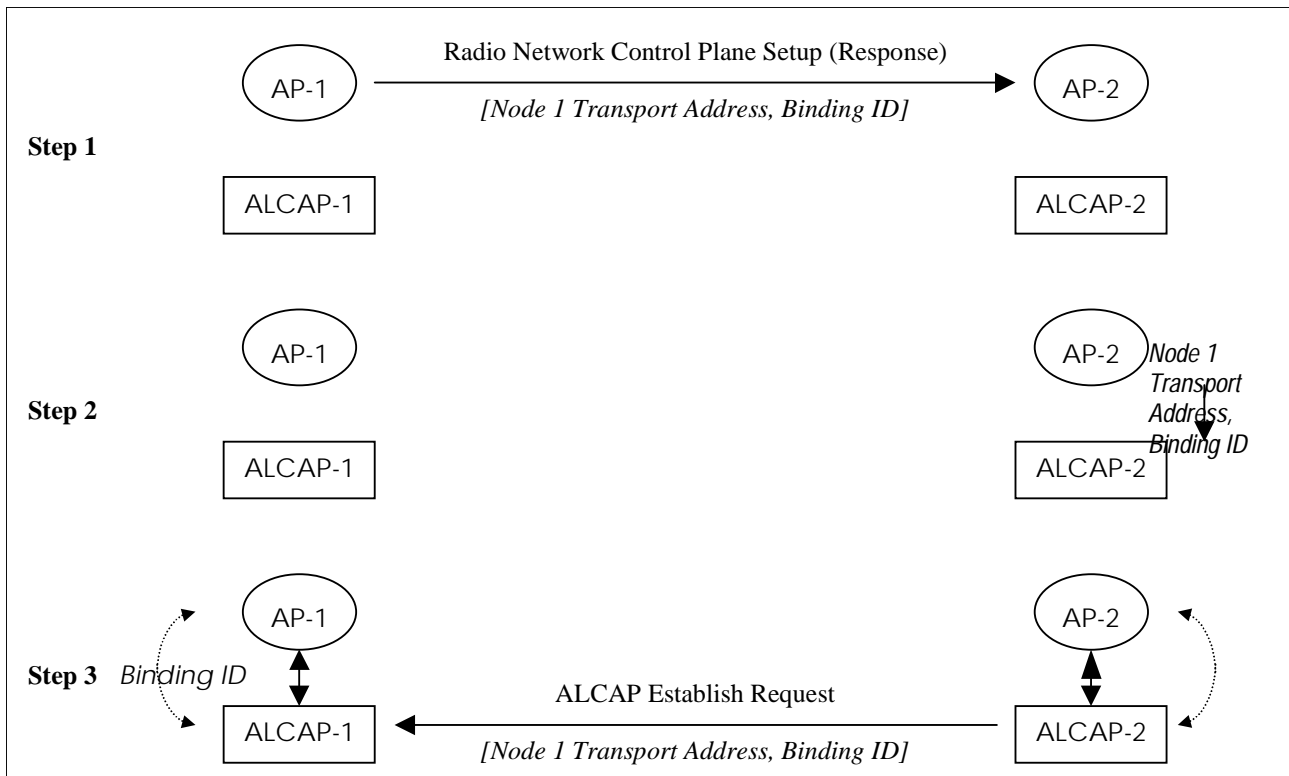 Radio Network Control Plane Setup (Response)
AP-1
AP-2
[Node 1 Transport Address, Binding ID]
Step 1
ALCAP-1
ALCAP-2
AP-1
AP-2
Node 1
Transport
Address,
Binding ID
Step 2
ALCAP-1
ALCAP-2
AP-1
AP-2
Step 3
Binding ID
ALCAP Establish Request
ALCAP-1
ALCAP-2
[Node 1 Transport Address, Binding ID]